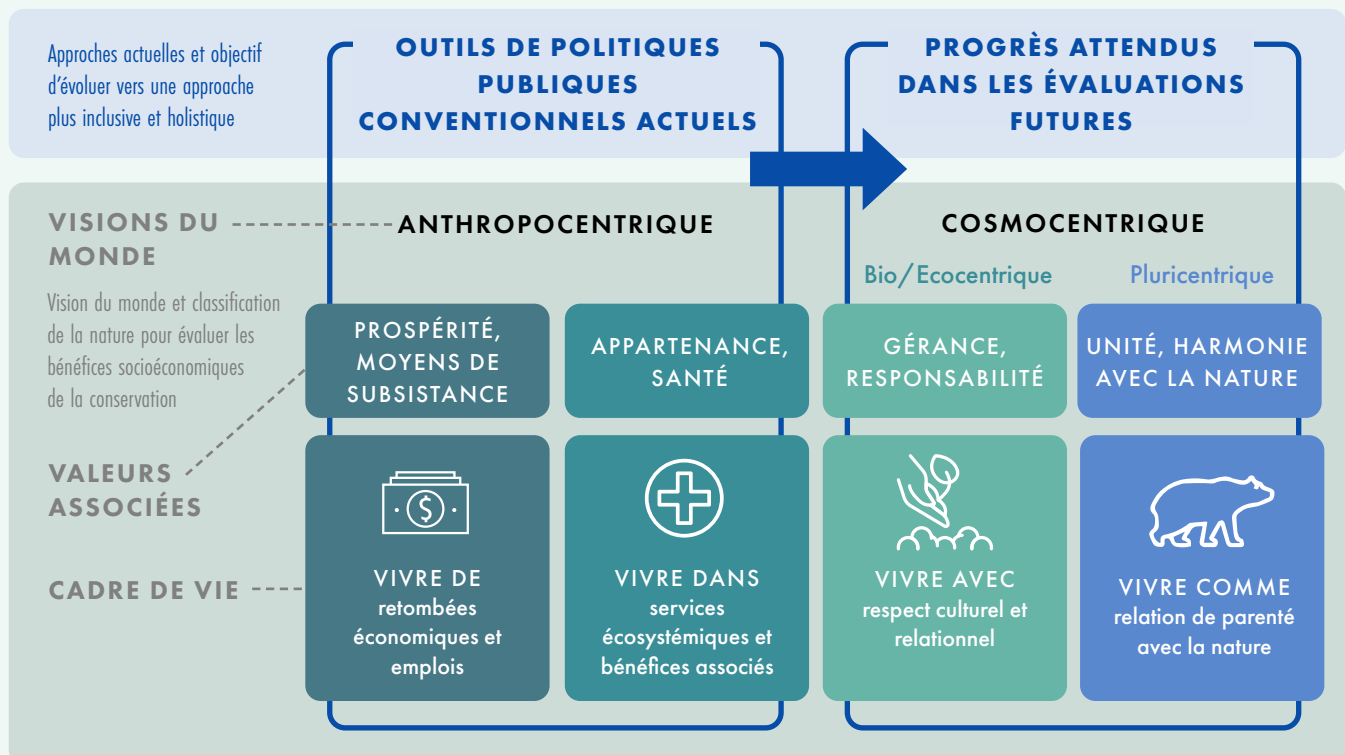 Approches actuelles et objectif
d'évoluer vers une approche
plus inclusive et holistique
OUTILS DE POLITIQUES
PUBLIQUES
CONVENTIONNELS ACTUELS
PROGRÈS ATTENDUS
DANS LES ÉVALUATIONS
FUTURES
VISIONS DU
MONDE
Vision du monde et classification
de la nature pour évaluer les
bénéfices socioéconomiques
de la conservation
VALEURS
ASSOCIÉES
CADRE DE VIE
ANTHROPOCENTRIQUE
COSMOCENTRIQUE
Bio/Ecocentrique
Pluricentrique
PROSPÉRITÉ,
MOYENS DE
SUBSISTANCE
APPARTENANCE,
SANTÉ
GÉRANCE,
RESPONSABILITÉ
UNITÉ, HARMONIE
AVEC LA NATURE
$
VIVRE DE
retombées
économiques et
emplois
VIVRE DANS
services
écosystémiques et
bénéfices associés
VIVRE AVEC
respect culturel et
relationnel
VIVRE COMME
relation de parenté
avec la nature